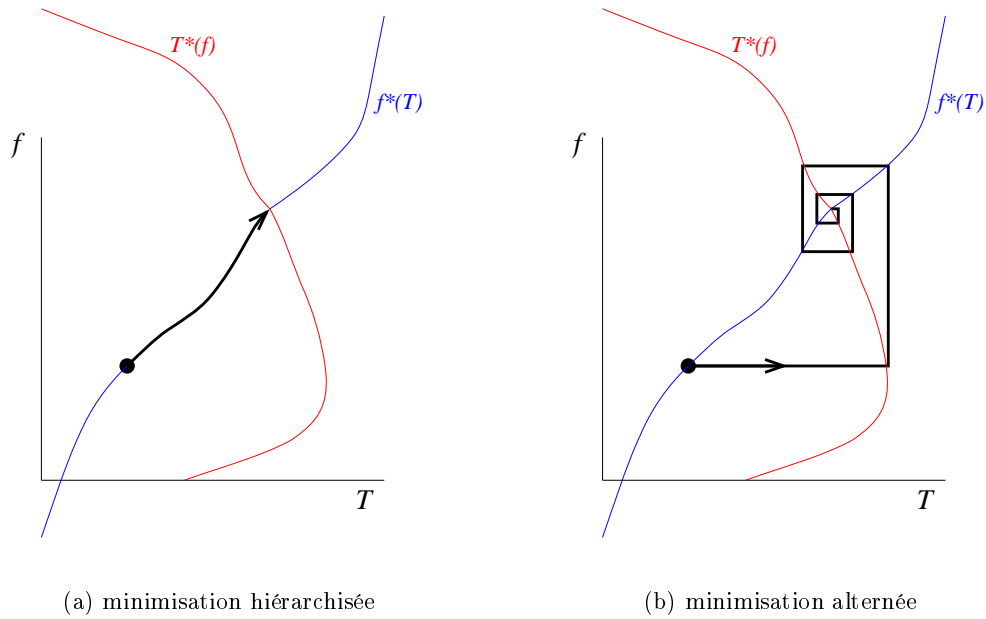 T*(f)
f*(T)
f
T
T*(f)
f*(T)
f
T
(a) minimisation hiérarchisée
(b) minimisation alternée